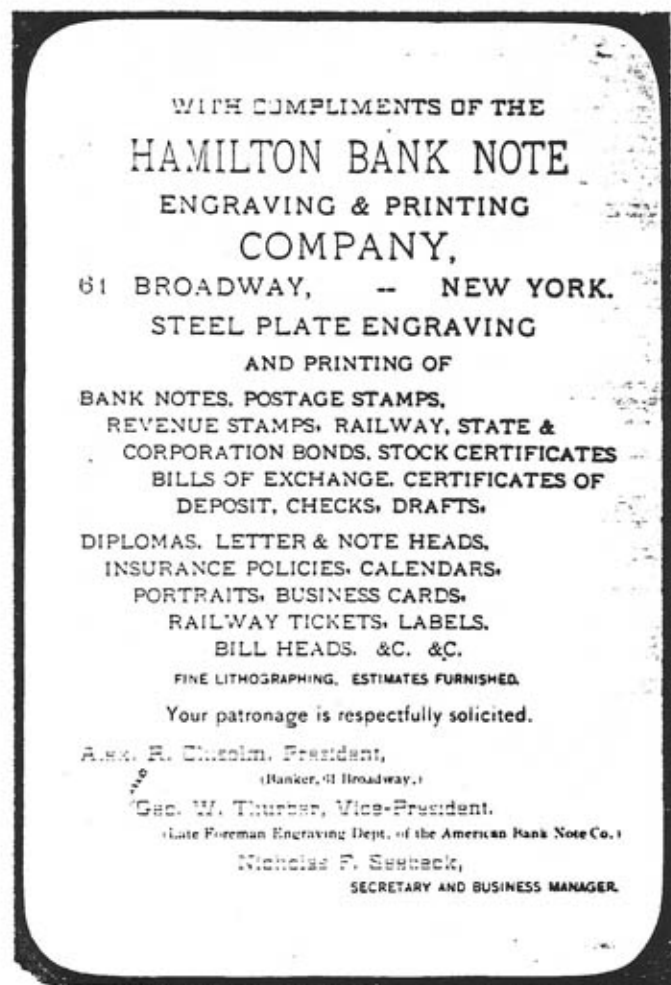 WITH COMPLIMENTS OF THE
HAMILTON BANK NOTE
ENGRAVING & PRINTING
COMPANY,
61 BROADWAY, -- NEW YORK.
STEEL PLATE ENGRAVING
AND PRINTING OF
BANK NOTES, POSTAGE STAMPS,
REVENUE STAMPS, RAILWAY, STATE &
CORPORATION BONDS, STOCK CERTIFICATES
BILLS OF EXCHANGE, CERTIFICATES OF
DEPOSIT, CHECKS, DRAFTS,
DIPLOMAS, LETTER & NOTE HEADS,
INSURANCE POLICIES, CALENDARS,
PORTRAITS, BUSINESS CARDS,
RAILWAY TICKETS, LABELS,
BILL HEADS, &C. &C.
FINE LITHOGRAPHING, ESTIMATES FURNISHED.
Your patronage is respectfully solicited.
Alex. R. Chisolm, President,
(Banker, 61 Broadway,)
Geo. W. Thurber, Vice-President.
(Late Foreman Engraving Dept. of the American Bank Note Co.)
Nicholas F. Seebeck,
SECRETARY AND BUSINESS MANAGER.